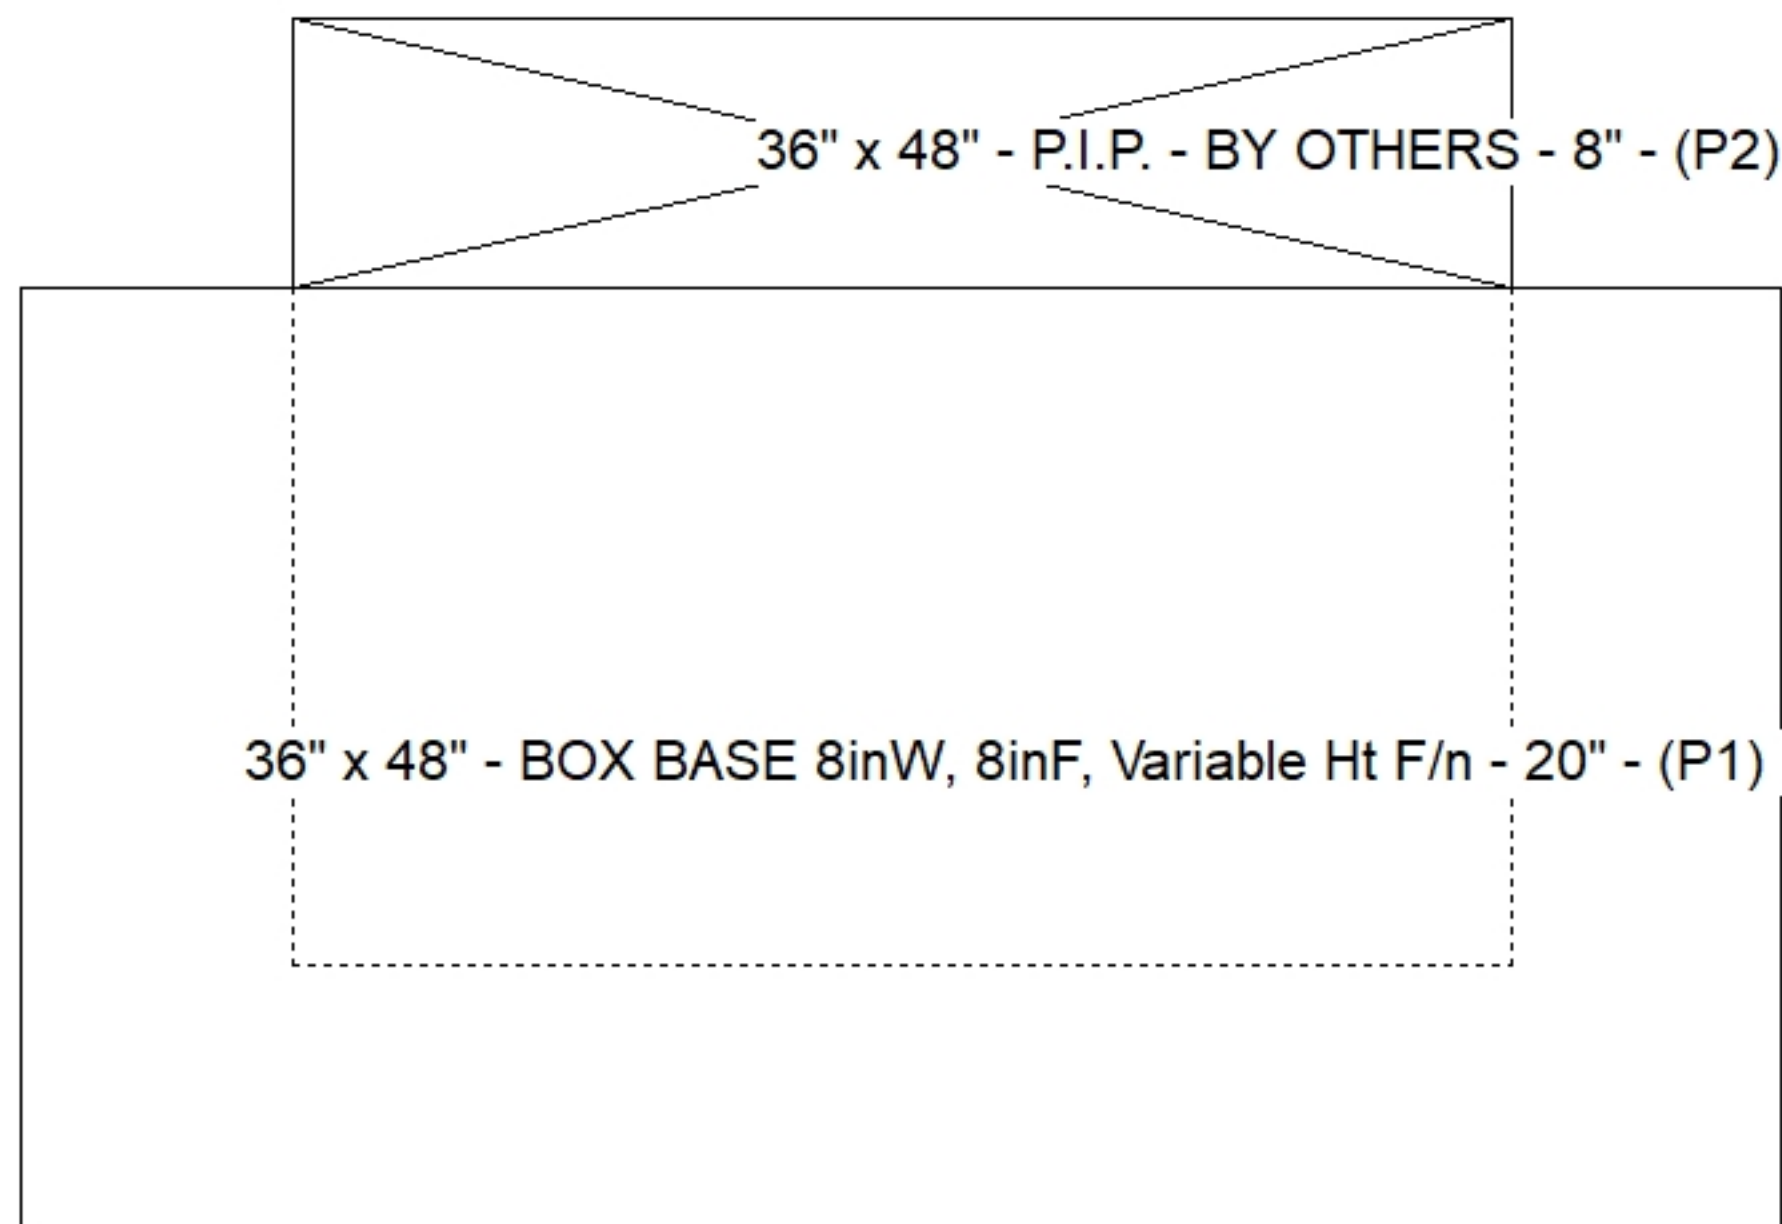 36" x 48" - P.I.P. - BY OTHERS - 8" - (P2)
36" x 48" - BOX BASE 8inW, 8inF, Variable Ht F/n - 20" - (P1)